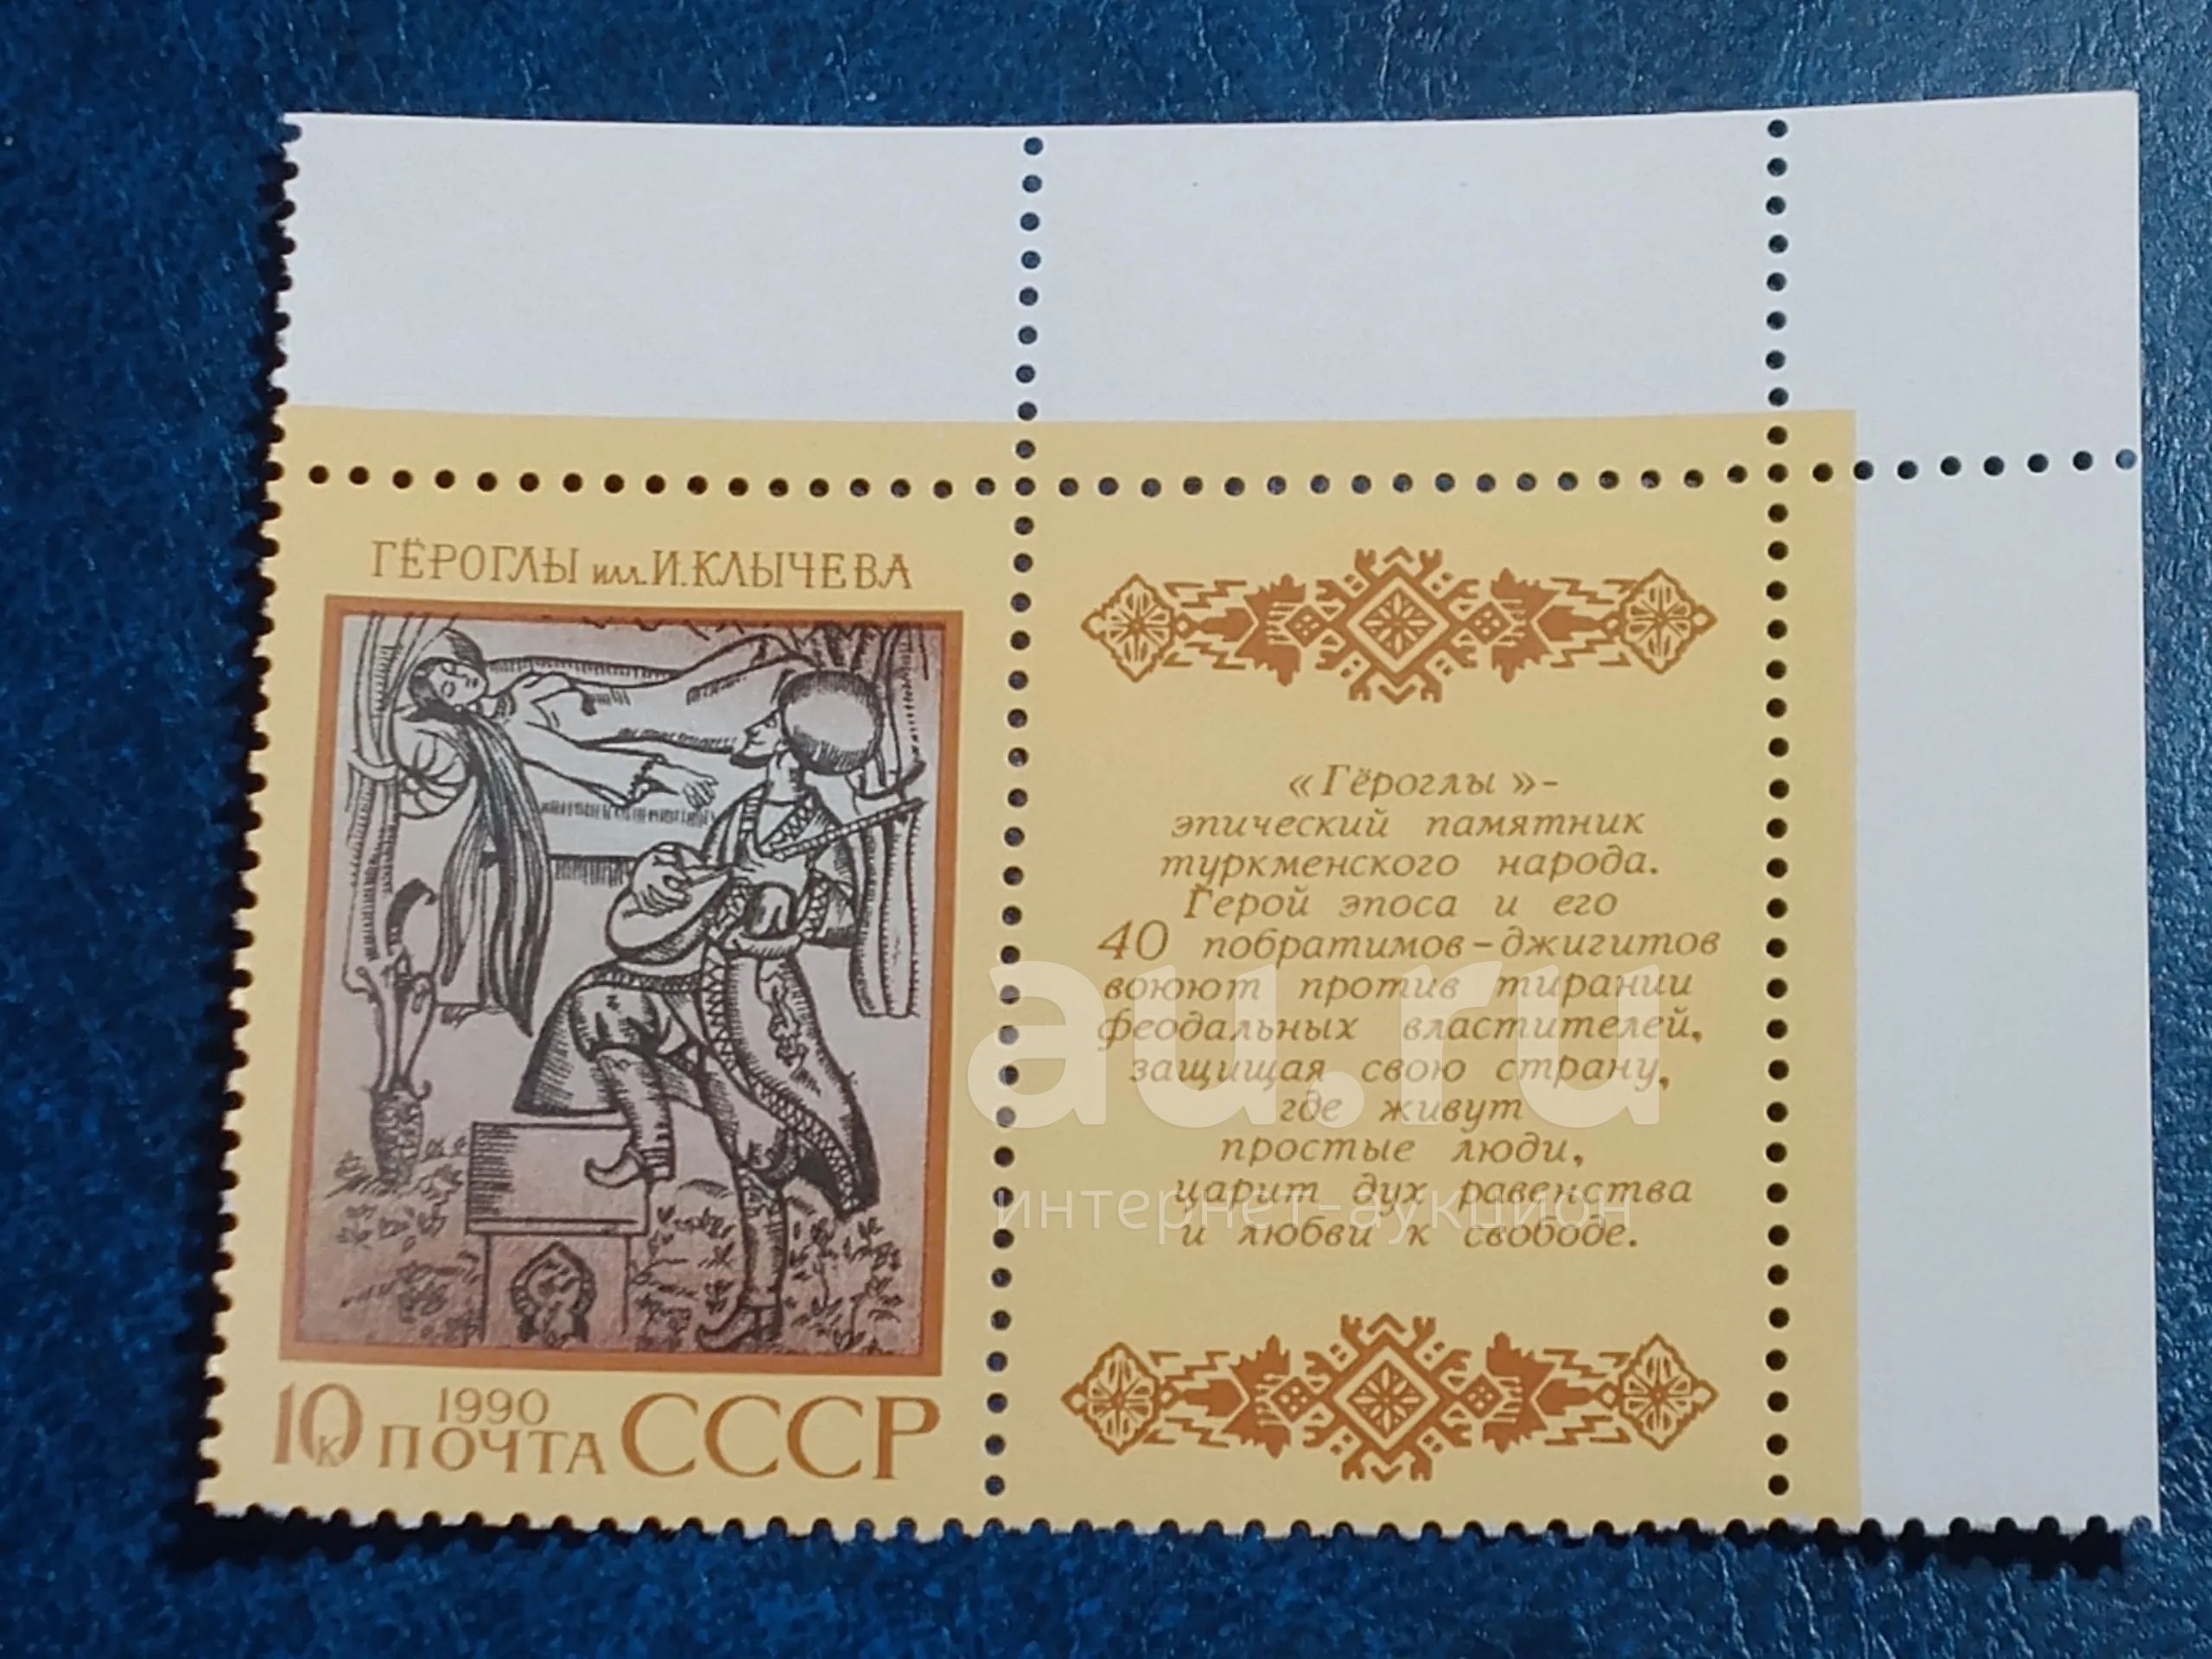 ГЁРОГЛЫ илл. И. КЛЫЧЕВА
10к 1990 ПОЧТА СССР
«Гёроглы» -
эпический памятник
туркменского народа.
Герой эпоса и его
40 побратимов-джигитов
воюют против тирании
феодальных властителей,
защищая свою страну,
где живут
простые люди,
царит дух равенства
и любви к свободе.
au.ru
интернет-аукцион